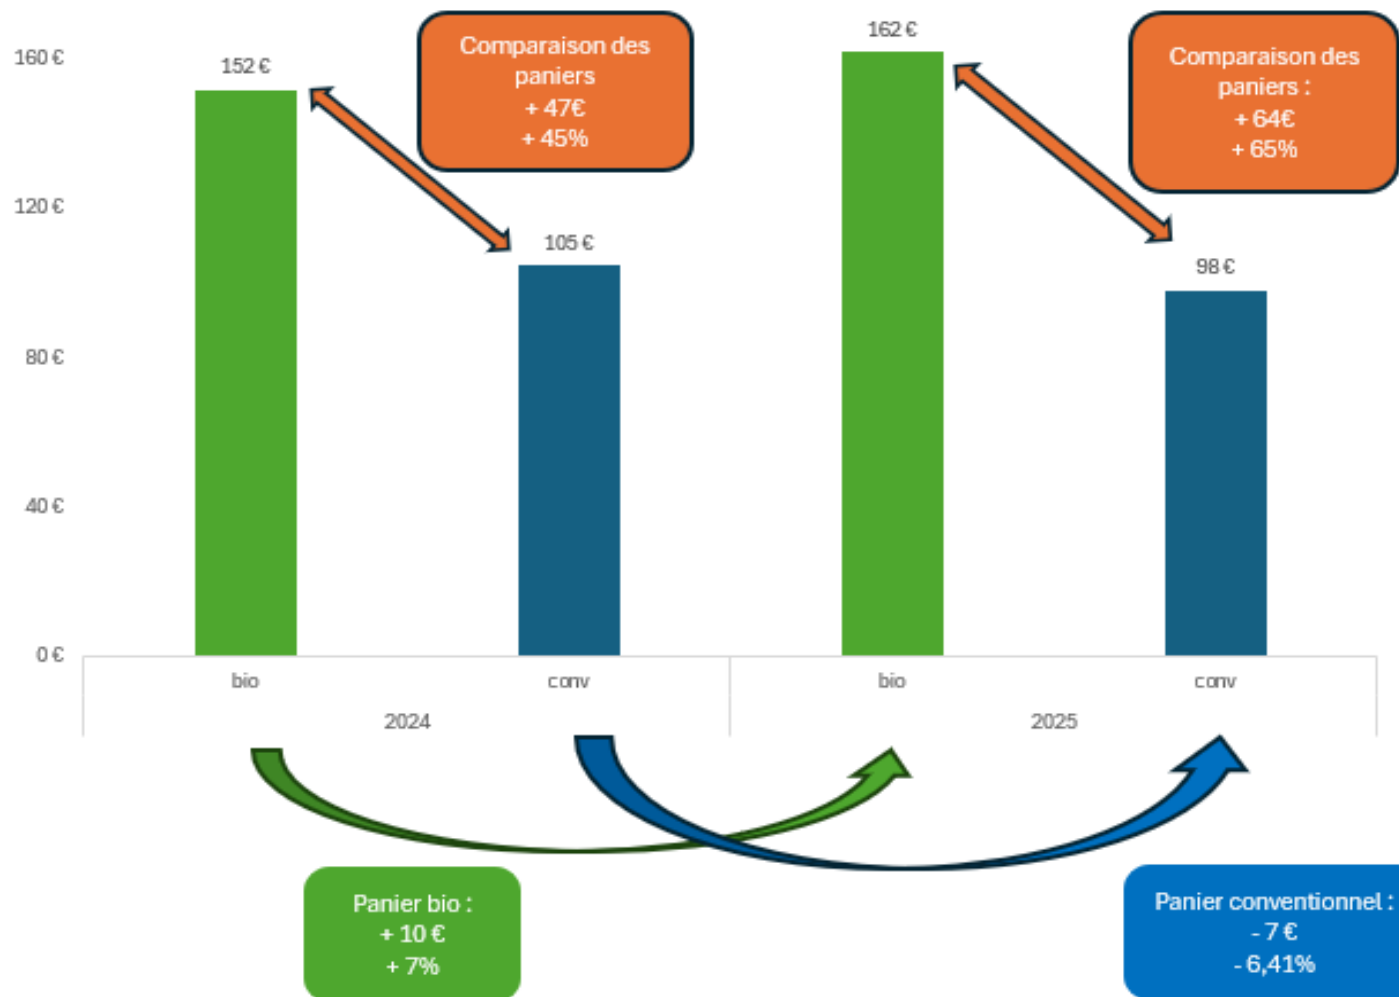 160 €
120 €
80 €
40 €
0 €
152 €
105 €
162 €
98 €
Comparaison des
paniers
+ 47€
+ 45%
Comparaison des
paniers :
+ 64€
+ 65%
bio
conv
bio
conv
2024
2025
Panier bio :
+ 10 €
+ 7%
Panier conventionnel :
- 7 €
- 6,41%